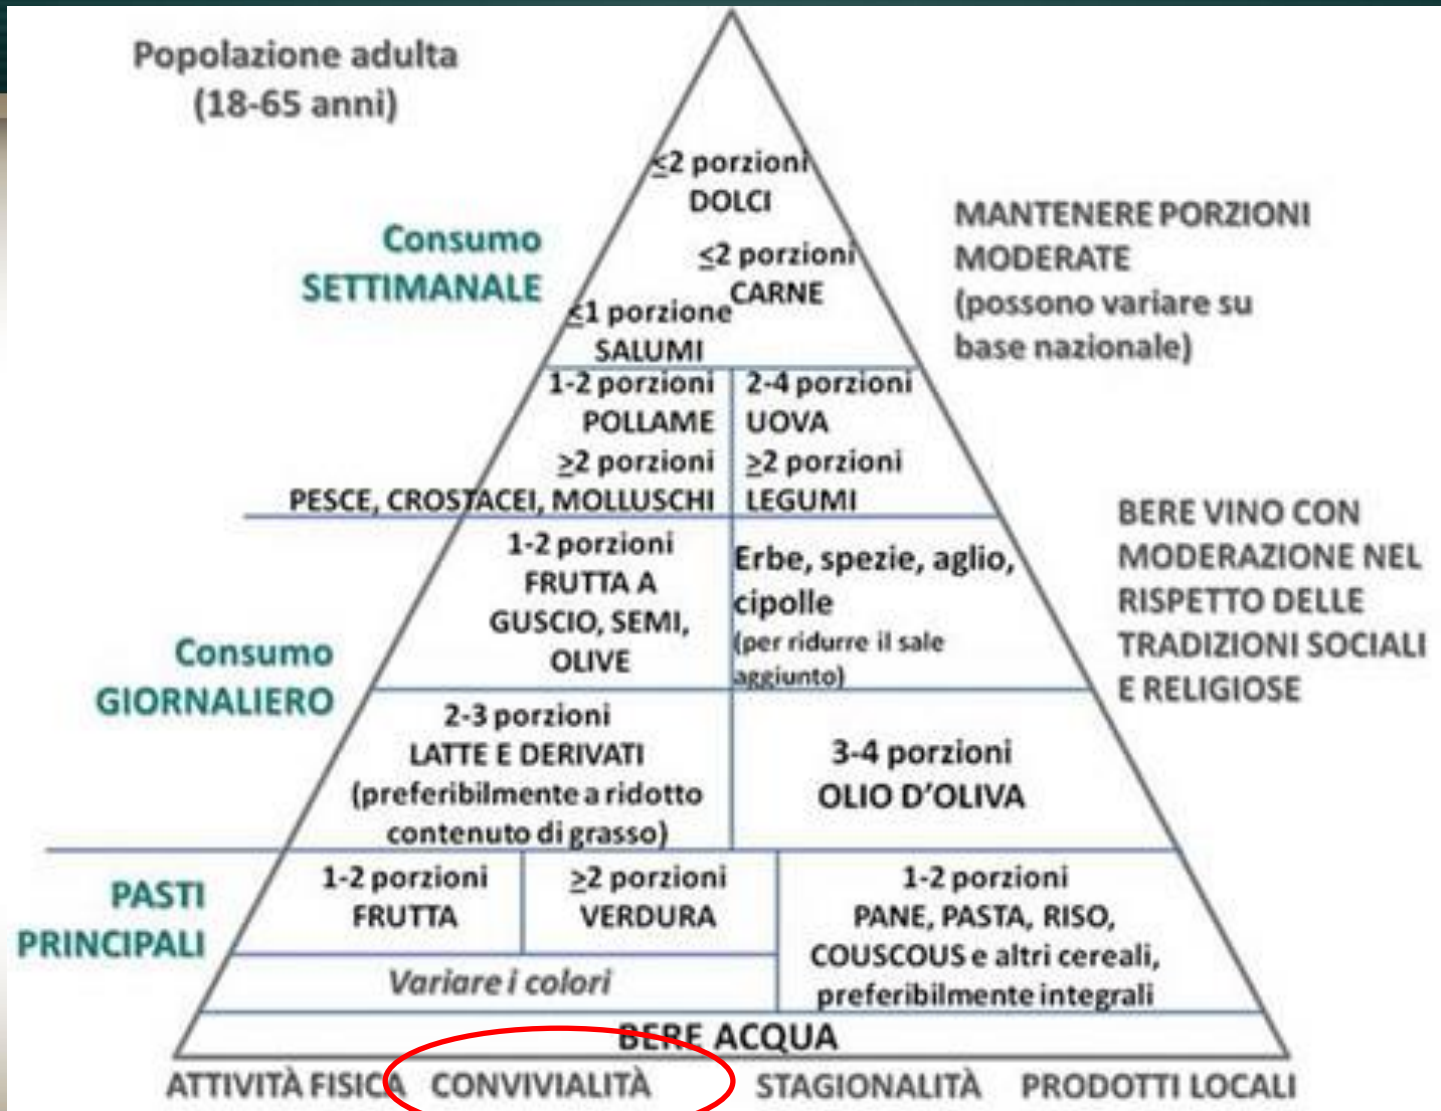 Popolazione adulta
(18-65 anni)
≤2 porzioni
DOLCI
Consumo
SETTIMANALE
≤2 porzioni
CARNE
≤1 porzione
SALUMI
MANTENERE PORZIONI
MODERATE
(possono variare su
base nazionale)
1-2 porzioni
POLLAME
≥2 porzioni
PESCE, CROSTACEI, MOLLUSCHI
2-4 porzioni
UOVA
≥2 porzioni
LEGUMI
1-2 porzioni
FRUTTA A
GUSCIO, SEMI,
OLIVE
Erbe, spezie, aglio,
cipolle
(per ridurre il sale
aggiunto)
BERE VINO CON
MODERAZIONE NEL
RISPETTO DELLE
TRADIZIONI SOCIALI
E RELIGIOSE
Consumo
GIORNALIERO
2-3 porzioni
LATTE E DERIVATI
(preferibilmente a ridotto
contenuto di grasso)
3-4 porzioni
OLIO D'OLIVA
PASTI
PRINCIPALI
1-2 porzioni
FRUTTA
≥2 porzioni
VERDURA
Variare i colori
1-2 porzioni
PANE, PASTA, RISO,
COUSCOUS e altri cereali,
preferibilmente integrali
BERE ACQUA
ATTIVITÀ FISICA CONVIVIALITÀ STAGIONALITÀ PRODOTTI LOCALI